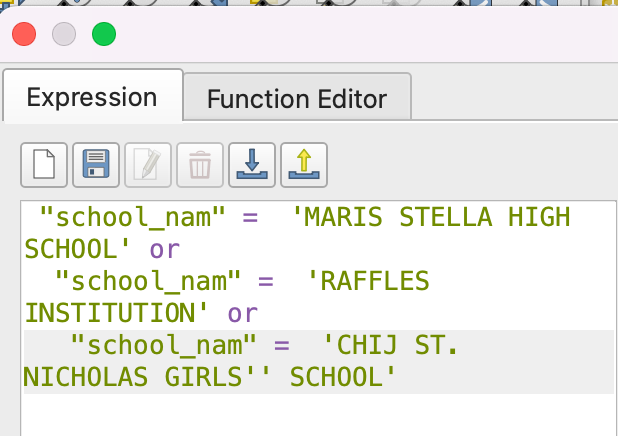 Expression Function Editor
"school_nam" = 'MARIS STELLA HIGH
SCHOOL' or
"school_nam" = 'RAFFLES
INSTITUTION' or
"school_nam" = 'CHIJ ST.
NICHOLAS GIRLS'' SCHOOL'